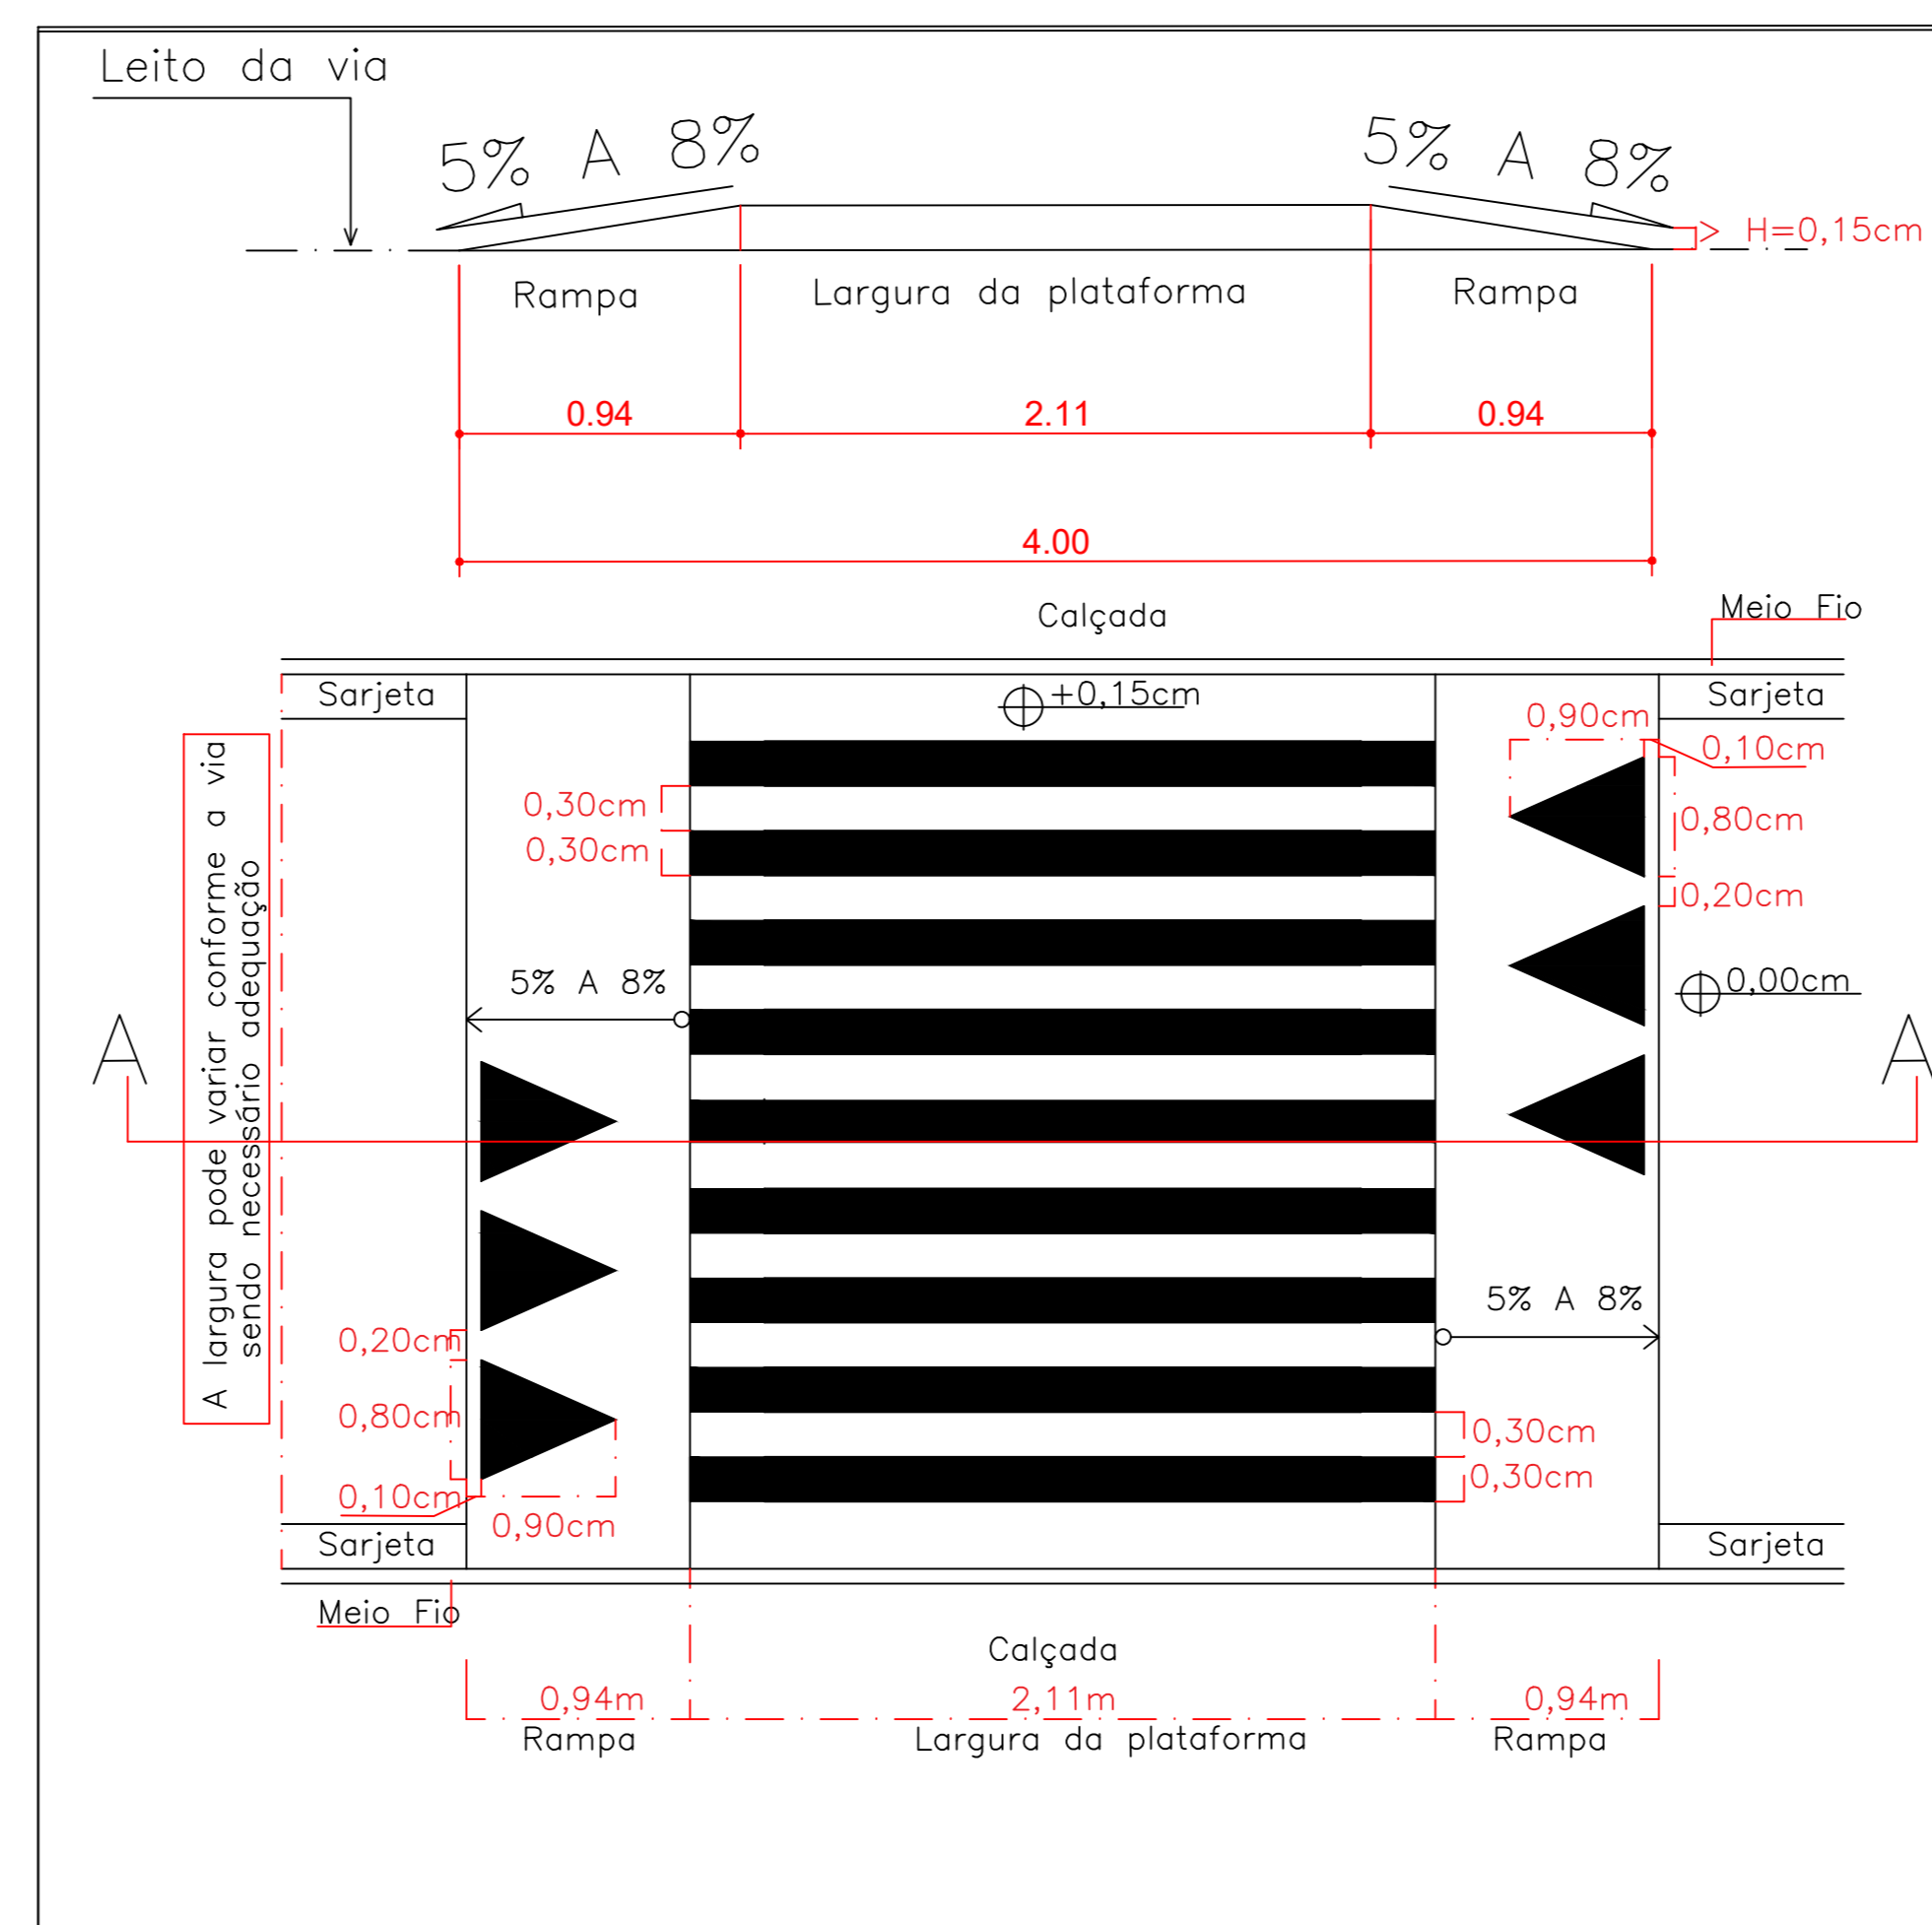 Leito da via
5% A 8%
5% A 8%
H=0,15cm
Rampa
Largura da plataforma
Rampa
0.94
2.11
0.94
4.00
Calçada
Meio Fio
Sarjeta
+0,15cm
Sarjeta
0,90cm
0,10cm
0,30cm
0,80cm
0,30cm
0,20cm
A largura pode variar conforme a via
sendo necessário adequação
5% A 8%
0,00cm
A
A
5% A 8%
0,20cm
0,80cm
0,30cm
0,30cm
0,10cm
0,90cm
Sarjeta
Sarjeta
Meio Fio
Calçada
0,94m
2,11m
0,94m
Rampa
Largura da plataforma
Rampa